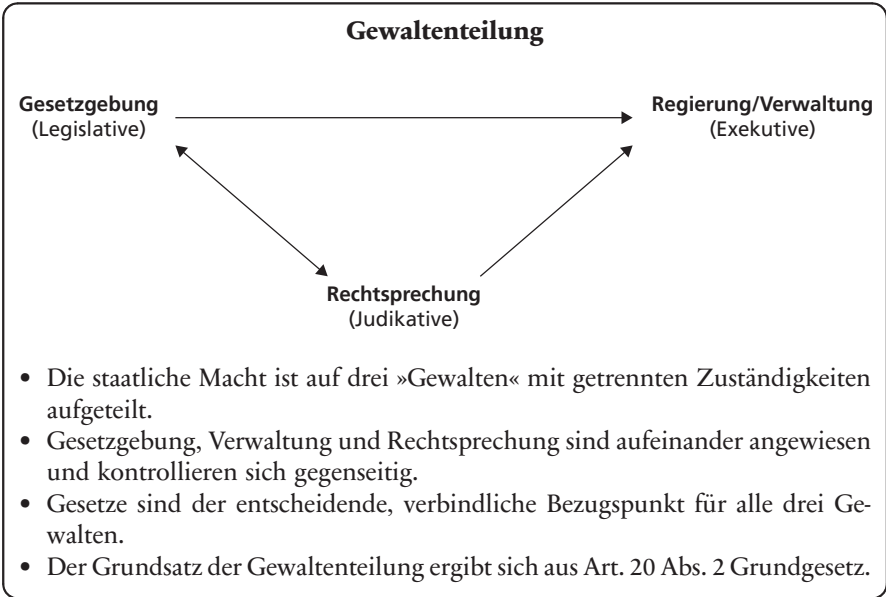 Gewaltenteilung
Gesetzgebung
(Legislative)
Regierung/Verwaltung
(Exekutive)
Rechtsprechung
(Judikative)
• Die staatliche Macht ist auf drei »Gewalten« mit getrennten Zuständigkeiten
aufgeteilt.
• Gesetzgebung, Verwaltung und Rechtsprechung sind aufeinander angewiesen
und kontrollieren sich gegenseitig.
• Gesetze sind der entscheidende, verbindliche Bezugspunkt für alle drei Ge-
walten.
• Der Grundsatz der Gewaltenteilung ergibt sich aus Art. 20 Abs. 2 Grundgesetz.